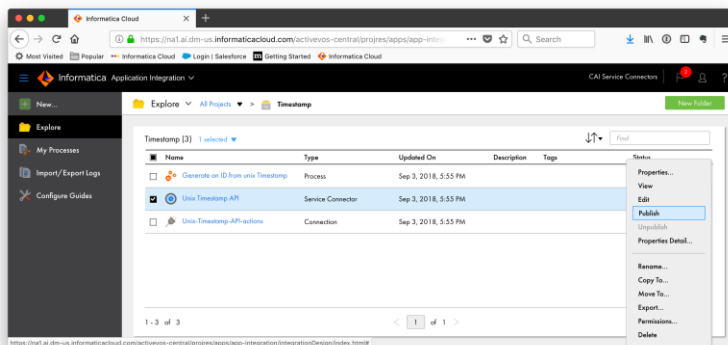 Informatica Cloud
https://na1.ai.dm-us.informaticacloud.com/activevos-central/projres/apps/app-integ
Search
Most Visited Popular Informatica Cloud Login | Salesforce Getting Started Informatica Cloud
Informatica Application Integration
CAI Service Connectors
New...
Explore
My Processes
Import/Export Logs
Configure Guides
Explore All Projects > Timestamp
New Folder
Timestamp (3) 1 selected
Find
Name Type Updated On Description Tags Status
Generate an ID from unix Timestamp Process Sep 3, 2018, 5:55 PM
Unix Timestamp API Service Connector Sep 3, 2018, 5:55 PM
Unix-Timestamp-API-actions Connection Sep 3, 2018, 5:55 PM
Properties...
View
Edit
Publish
Unpublish
Properties Detail...
Rename...
Copy To...
Move To...
Export...
Permissions...
Delete
1 - 3 of 3
< 1 of 1 >
https://na1.ai.dm-us.informaticacloud.com/activevos-central/projres/apps/app-integration/integrationDesign/index.html#